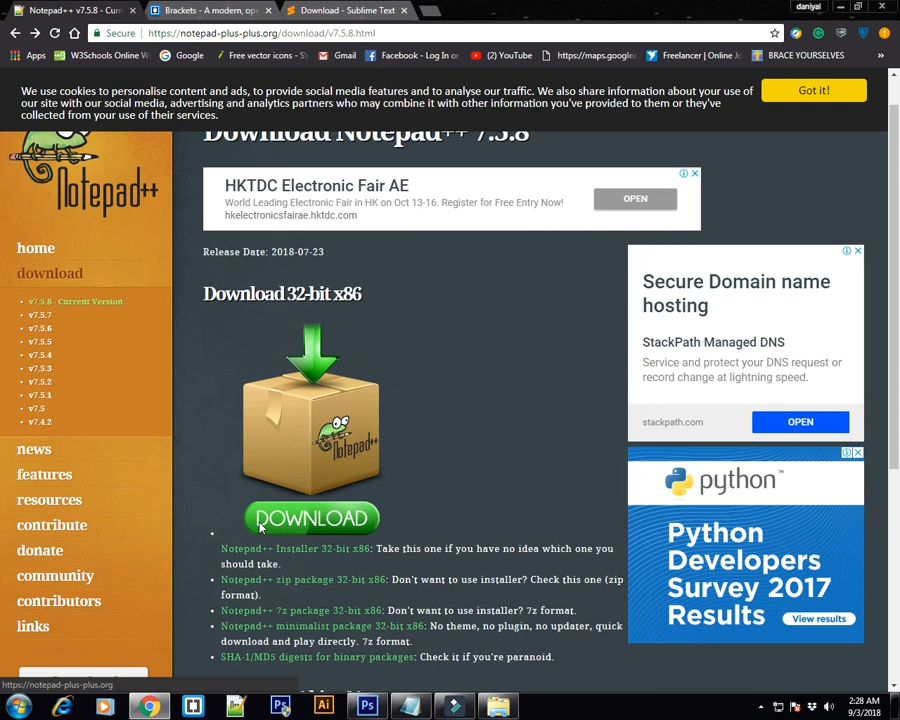 Notepad++ v7.5.8 - Curr
Brackets - A modern, ope
Download - Sublime Text
daniyal
Secure
https://notepad-plus-plus.org/download/v7.5.8.html
Apps
W3Schools Online We
Google
Free vector icons - S
Gmail
Facebook - Log In or
(2) YouTube
https://maps.google
Freelancer | Online Jo
BRACE YOURSELVES
We use cookies to personalise content and ads, to provide social media features and to analyse our traffic. We also share information about your use of
our site with our social media, advertising and analytics partners who may combine it with other information you've provided to them or they've
collected from your use of their services.
Got it!
Download Notepad++ 7.5.8
Notepad++
HKTDC Electronic Fair AE
World Leading Electronic Fair in HK on Oct 13-16. Register for Free Entry Now!
hkelectronicsfairae.hktdc.com
OPEN
home
download
v7.5.8 - Current Version
v7.5.7
v7.5.6
v7.5.5
v7.5.4
v7.5.3
v7.5.2
v7.5.1
v7.5
v7.4.2
news
features
resources
contribute
donate
community
contributors
links
Release Date: 2018-07-23
Download 32-bit x86
Notepad++
DOWNLOAD
Notepad++ Installer 32-bit x86: Take this one if you have no idea which one you
should take.
Notepad++ zip package 32-bit x86: Don't want to use installer? Check this one (zip
format).
Notepad++ 7z package 32-bit x86: Don't want to use installer? 7z format.
Notepad++ minimalist package 32-bit x86: No theme, no plugin, no updater, quick
download and play directly. 7z format.
SHA-1/MD5 digests for binary packages: Check it if you're paranoid.
Secure Domain name
hosting
StackPath Managed DNS
Service and protect your DNS request or
record change at lightning speed.
stackpath.com
OPEN
python
Python
Developers
Survey 2017
Results
View results
https://notepad-plus-plus.org
Ps
Ai
Ps
2:28 AM
9/3/2018